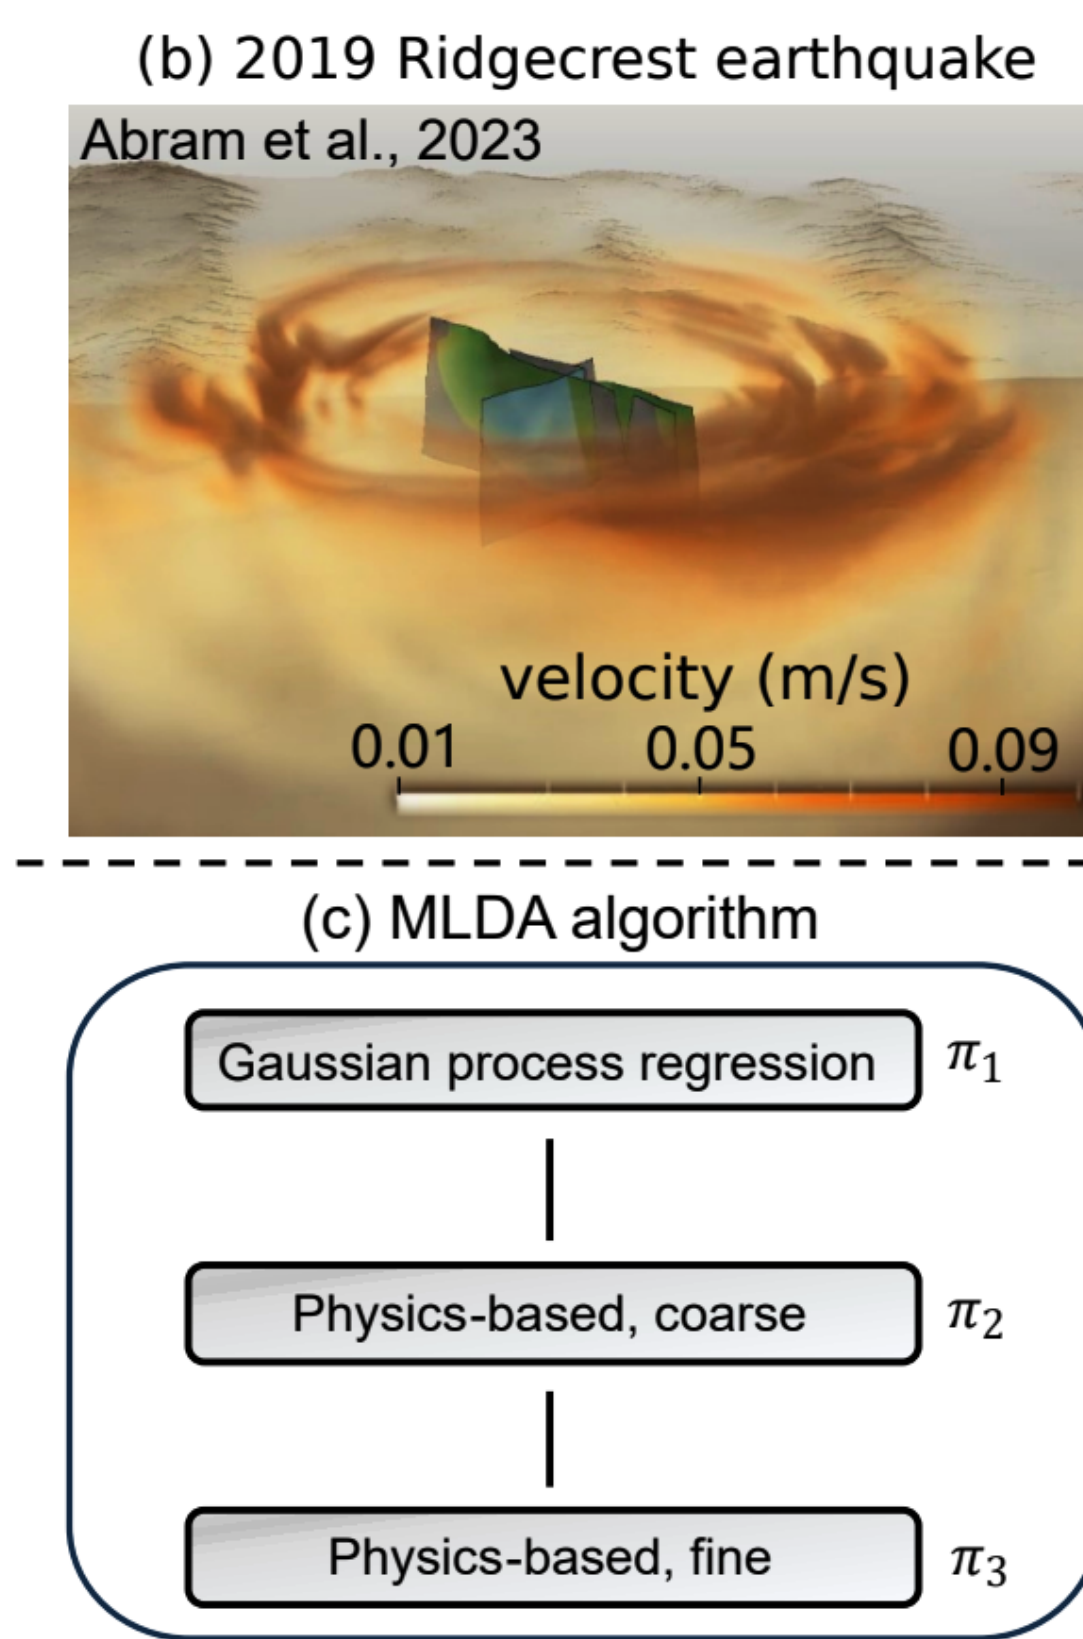 (b) 2019 Ridgecrest earthquake
Abram et al., 2023
velocity (m/s)
0.01 0.05 0.09
(c) MLDA algorithm
Gaussian process regression π₁
Physics-based, coarse π₂
Physics-based, fine π₃